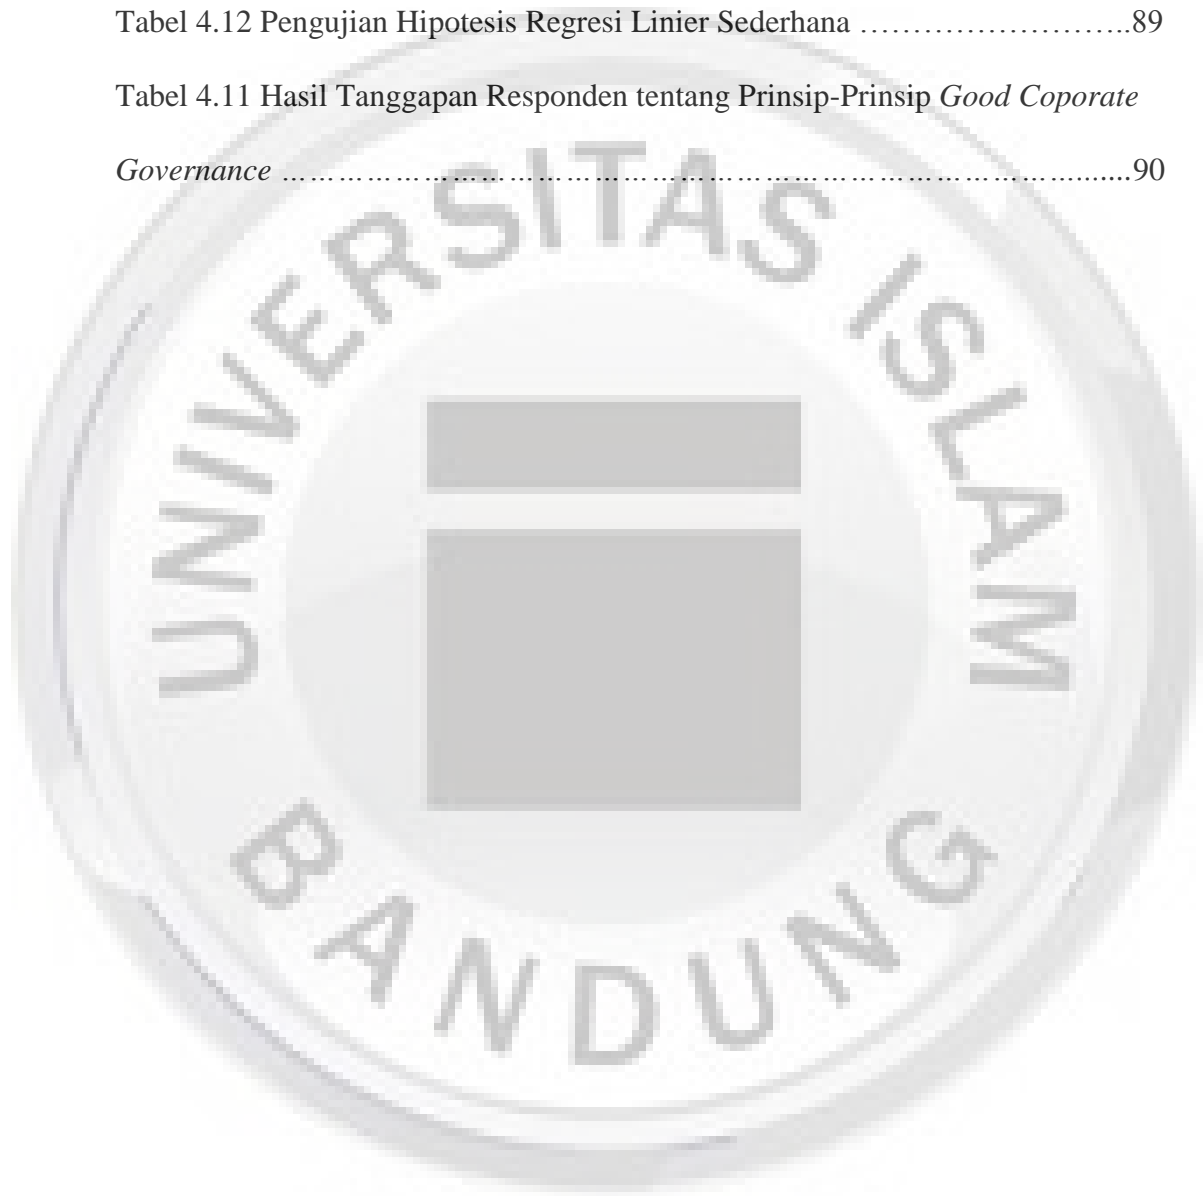 Tabel 4.12 Pengujian Hipotesis Regresi Linier Sederhana ……………………..89
Tabel 4.11 Hasil Tanggapan Responden tentang Prinsip-Prinsip Good Coporate
Governance ……………………………………………………………………….......90
UNIVERSITAS ISLAM
BANDUNG